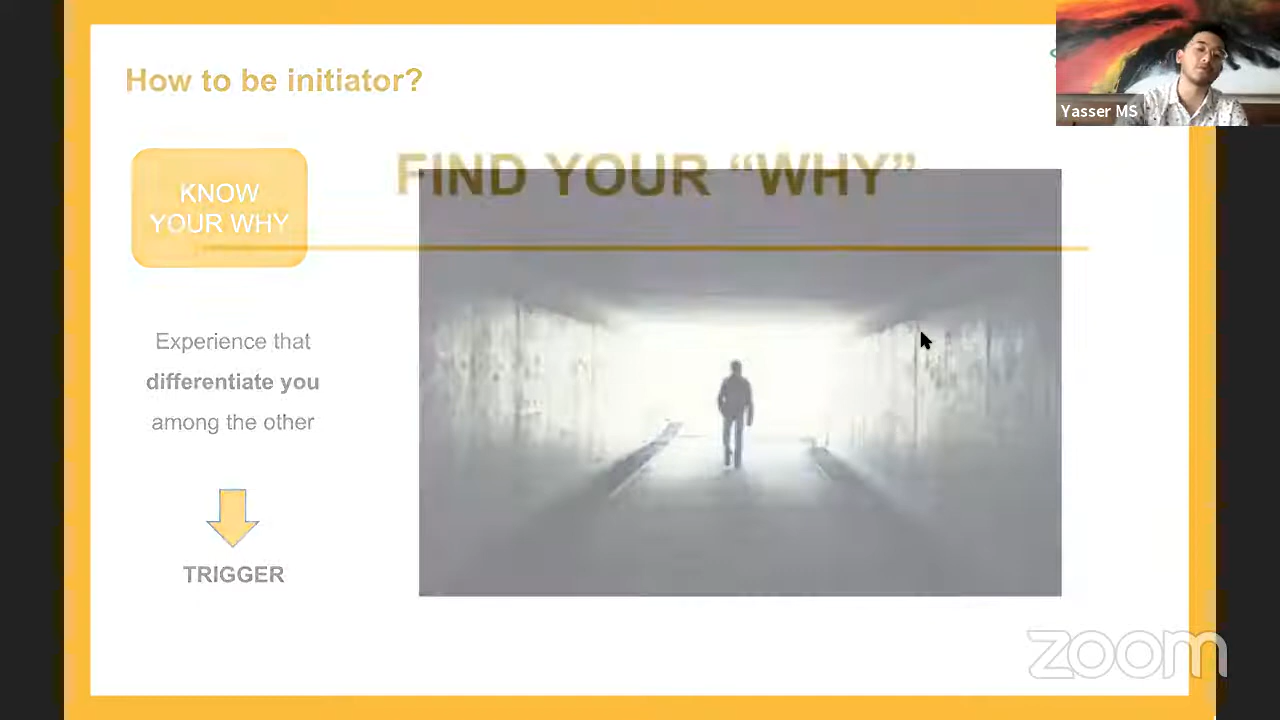 How to be initiator?
FIND YOUR “WHY”
KNOW
YOUR WHY
Experience that
differentiate you
among the other
TRIGGER
Yasser MS
zoom